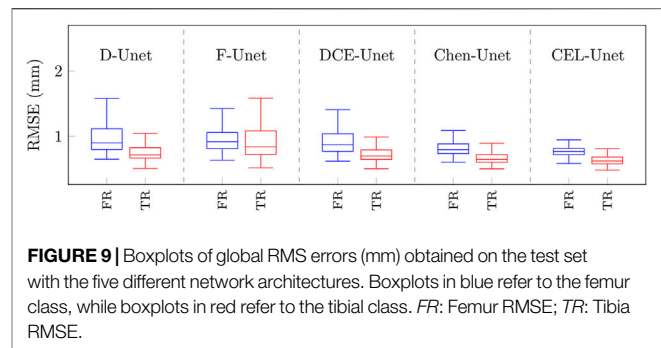 D-Unet F-Unet DCE-Unet Chen-Unet CEL-Unet
2
1
RMSE (mm)
FR TR FR TR FR TR FR TR FR TR
FIGURE 9 | Boxplots of global RMS errors (mm) obtained on the test set
with the five different network architectures. Boxplots in blue refer to the femur
class, while boxplots in red refer to the tibial class. FR: Femur RMSE; TR: Tibia
RMSE.